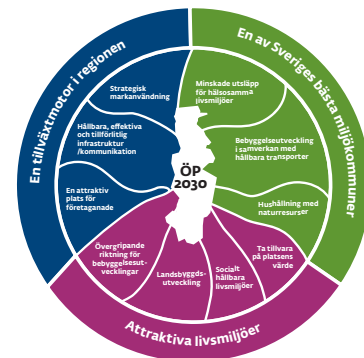 En tillväxtmotor i regionen
En av Sveriges bästa miljökommuner
Attraktiva livsmiljöer
Strategisk
markanvändning
Hållbara, effektiva
och tillförlitlig
infrastruktur
/kommunikation
En attraktiv
plats för
företaganade
Minskade utsläpp
för hälsosamma
livsmiljöer
Bebyggelseutveckling
i samverkan med
hållbara transporter
Hushållning med
naturresurser
ÖP
2030
Övergripande
riktning för
bebyggelsesut-
vecklingar
Landsbygds-
utveckling
Socialt
hållbara
livsmiljöer
Ta tillvara
på platsens
värde